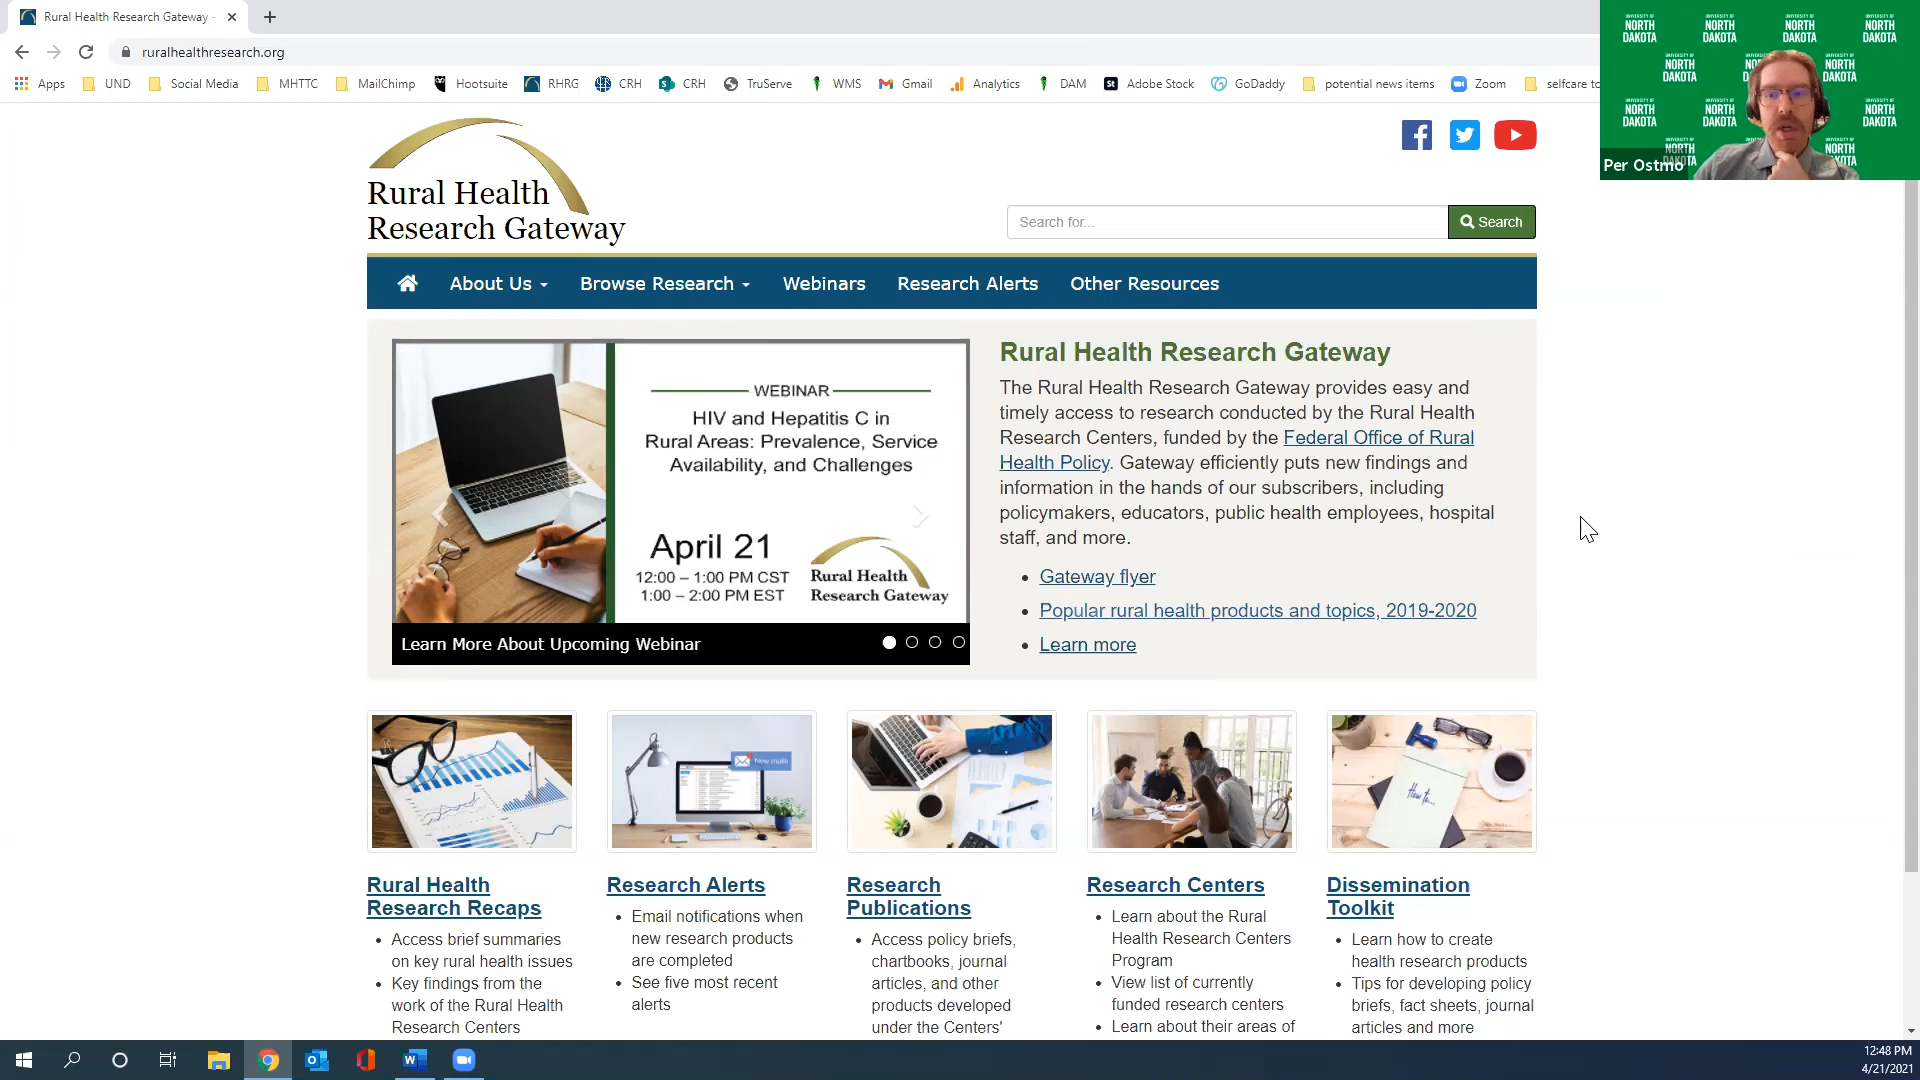 Rural Health Research Gateway -
ruralhealthresearch.org
Apps UND Social Media MHTTC MailChimp Hootsuite RHRG CRH CRH TruServe WMS Gmail Analytics DAM Adobe Stock GoDaddy potential news items Zoom selfcare to
UNIVERSITY OF NORTH DAKOTA
Per Ostmo
Rural Health
Research Gateway
Search for...
Search
About Us Browse Research Webinars Research Alerts Other Resources
WEBINAR
HIV and Hepatitis C in
Rural Areas: Prevalence, Service
Availability, and Challenges
April 21
12:00 – 1:00 PM CST
1:00 – 2:00 PM EST
Rural Health
Research Gateway
Learn More About Upcoming Webinar
Rural Health Research Gateway
The Rural Health Research Gateway provides easy and
timely access to research conducted by the Rural Health
Research Centers, funded by the Federal Office of Rural
Health Policy. Gateway efficiently puts new findings and
information in the hands of our subscribers, including
policymakers, educators, public health employees, hospital
staff, and more.
• Gateway flyer
• Popular rural health products and topics, 2019-2020
• Learn more
New mails
How to...
Rural Health
Research Recaps
• Access brief summaries
on key rural health issues
• Key findings from the
work of the Rural Health
Research Centers
Research Alerts
• Email notifications when
new research products
are completed
• See five most recent
alerts
Research
Publications
• Access policy briefs,
chartbooks, journal
articles, and other
products developed
under the Centers'
Research Centers
• Learn about the Rural
Health Research Centers
Program
• View list of currently
funded research centers
• Learn about their areas of
Dissemination
Toolkit
• Learn how to create
health research products
• Tips for developing policy
briefs, fact sheets, journal
articles and more
12:48 PM
4/21/2021